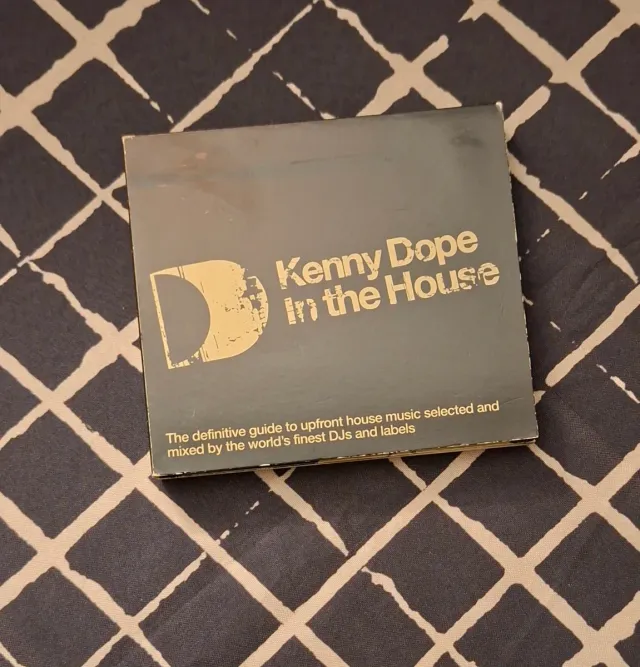 Kenny Dope
In the House
The definitive guide to upfront house music selected and
mixed by the world's finest DJs and labels